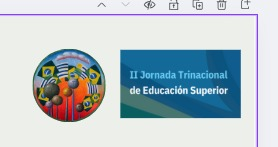 II Jornada Trinacional
de Educación Superior